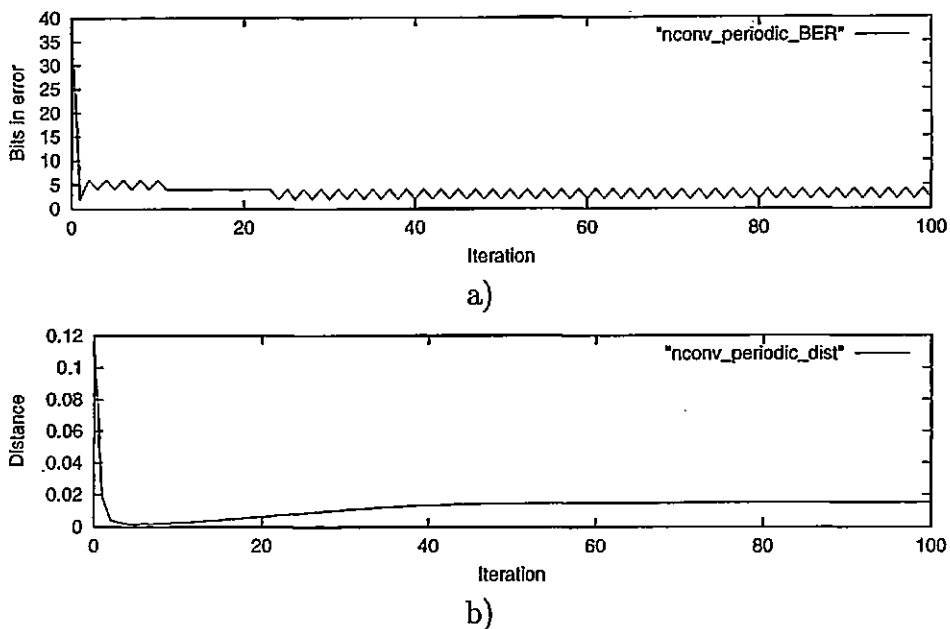 40
35
30
25
20
15
10
5
0
Bits in error
"nconv_periodic_BER"
0 20 40 60 80 100
Iteration
a)
0.12
0.1
0.08
0.06
0.04
0.02
0
Distance
"nconv_periodic_dist"
0 20 40 60 80 100
Iteration
b)